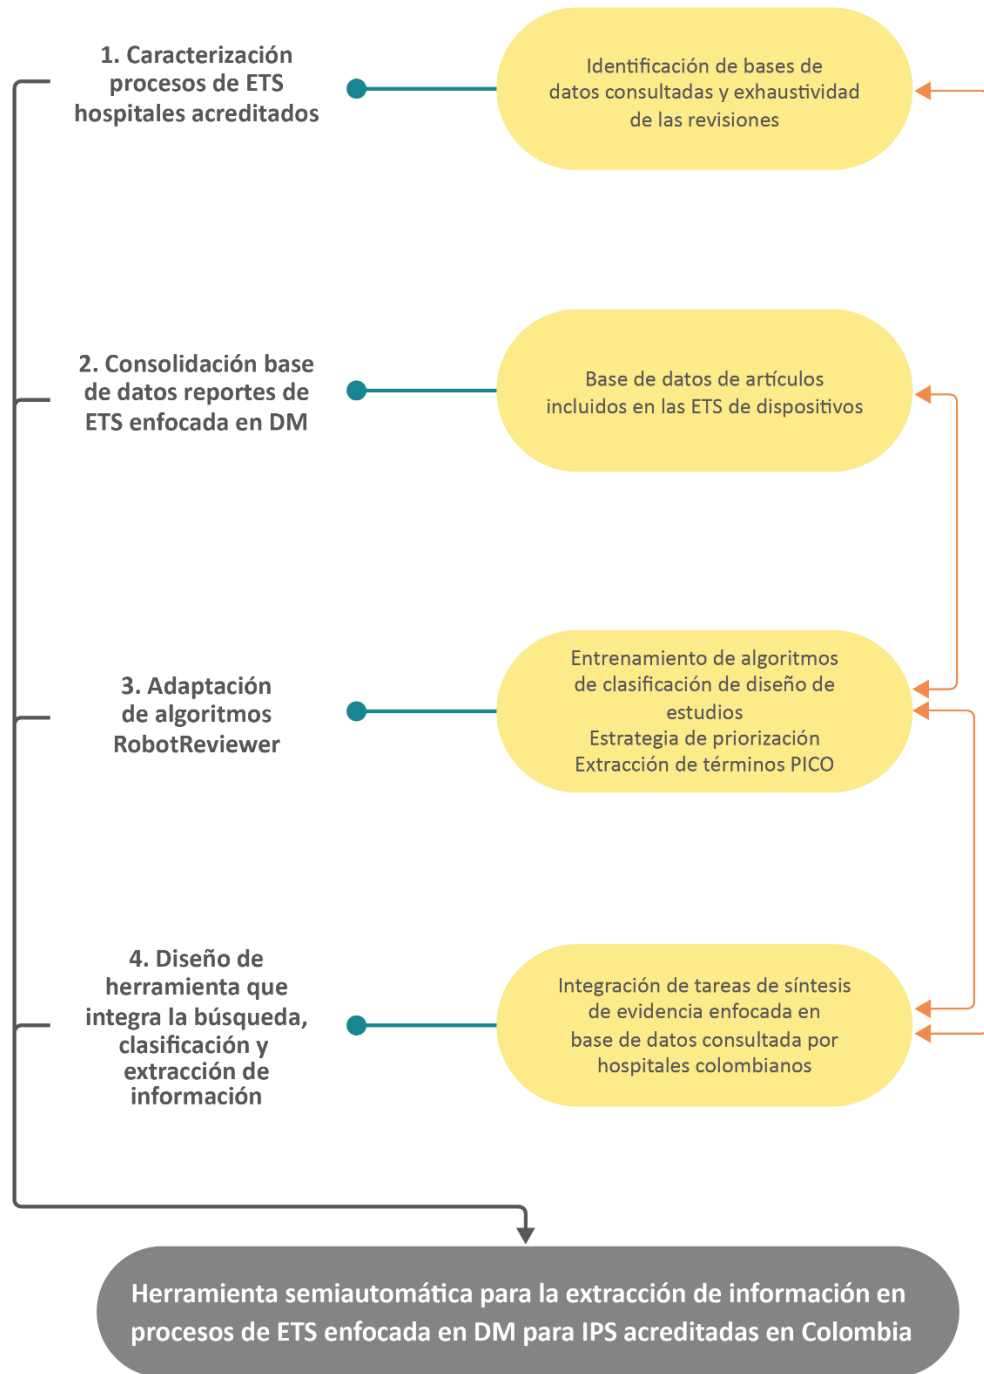 1. Caracterización
procesos de ETS
hospitales acreditados
Identificación de bases de
datos consultadas y exhaustividad
de las revisiones
2. Consolidación base
de datos reportes de
ETS enfocada en DM
Base de datos de artículos
incluidos en las ETS de dispositivos
3. Adaptación
de algoritmos
RobotReviewer
Entrenamiento de algoritmos
de clasificación de diseño de
estudios
Estrategia de priorización
Extracción de términos PICO
4. Diseño de
herramienta que
integra la búsqueda,
clasificación y
extracción de
información
Integración de tareas de síntesis
de evidencia enfocada en
base de datos consultada por
hospitales colombianos
Herramienta semiautomática para la extracción de información en
procesos de ETS enfocada en DM para IPS acreditadas en Colombia